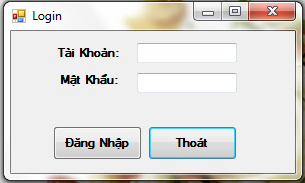 Login
Tài Khoản:
Mật Khẩu:
Đăng Nhập Thoát